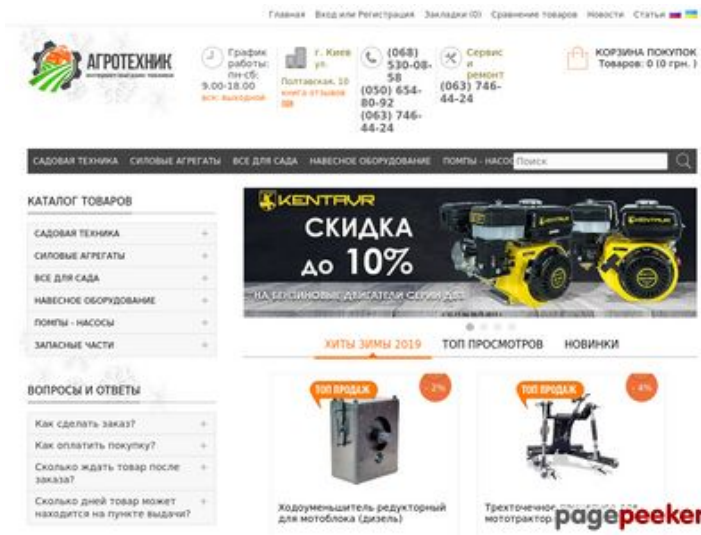 Главная Вход или Регистрация Закладки (0) Сравнение товаров Новости Статьи
АГРОТЕХНИК
График работы: пн-сб: 9.00-18.00
вск: выходной
г. Киев ул. Полтавская, 10
книга отзывов
(068) 530-08-58
(050) 654-80-92
(063) 746-44-24
Сервис и ремонт
(063) 746-44-24
КОРЗИНА ПОКУПОК
Товаров: 0 (0 грн. )
САДОВАЯ ТЕХНИКА СИЛОВЫЕ АГРЕГАТЫ ВСЕ ДЛЯ САДА НАВЕСНОЕ ОБОРУДОВАНИЕ ПОМПЫ - НАСОС Поиск
КАТАЛОГ ТОВАРОВ
САДОВАЯ ТЕХНИКА +
СИЛОВЫЕ АГРЕГАТЫ +
ВСЕ ДЛЯ САДА +
НАВЕСНОЕ ОБОРУДОВАНИЕ +
ПОМПЫ - НАСОСЫ +
ЗАПАСНЫЕ ЧАСТИ +
KENTAVR
СКИДКА
ДО 10%
НА БЕНЗИНОВЫЕ ДВИГАТЕЛИ СЕРИИ
ХИТЫ ЗИМЫ 2019 ТОП ПРОСМОТРОВ НОВИНКИ
ВОПРОСЫ И ОТВЕТЫ
Как сделать заказ? +
Как оплатить покупку? +
Сколько ждать товар после заказа? +
Сколько дней товар может находится на пункте выдачи? +
ТОП ПРОДАЖ - 2%
Ходоуменьшитель редукторный
для мотоблока (дизель)
ТОП ПРОДАЖ - 4%
Трехточечное
мототрактор
pagepeeker